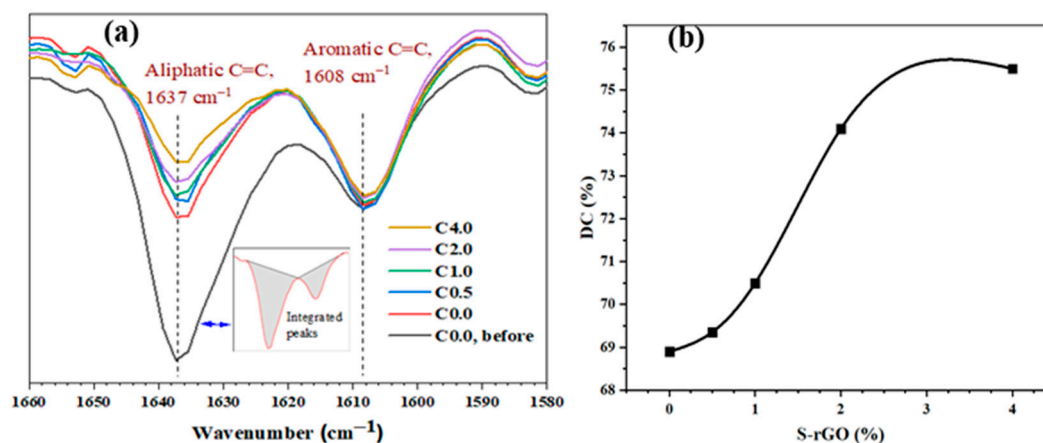 (a)
Aliphatic C=C,
1637 cm⁻¹
Aromatic C=C,
1608 cm⁻¹
C4.0
C2.0
C1.0
C0.5
C0.0
C0.0, before
Integrated
peaks
1660 1650 1640 1630 1620 1610 1600 1590 1580
Wavenumber (cm⁻¹)
(b)
76
75
74
73
72
71
70
69
68
DC (%)
0 1 2 3 4
S-rGO (%)